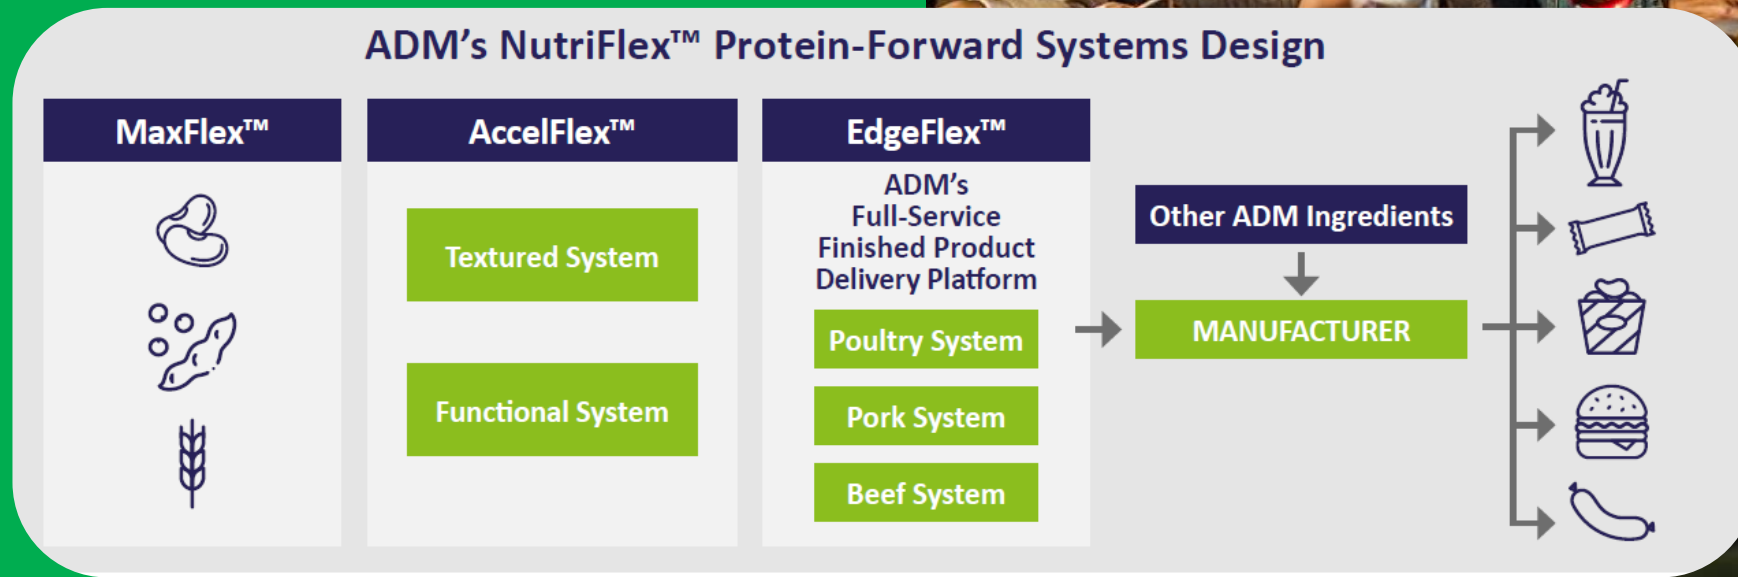 ADM’s NutriFlex™ Protein-Forward Systems Design
MaxFlex™
AccelFlex™
Textured System
Functional System
EdgeFlex™
ADM’s
Full-Service
Finished Product
Delivery Platform
Poultry System
Pork System
Beef System
Other ADM Ingredients
MANUFACTURER